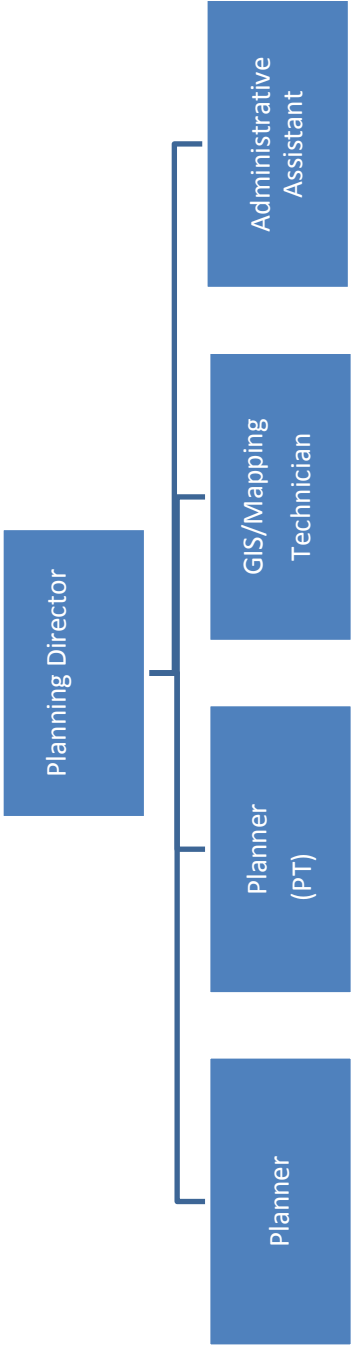 Planning Director
Planner
Planner
(PT)
GIS/Mapping
Technician
Administrative
Assistant